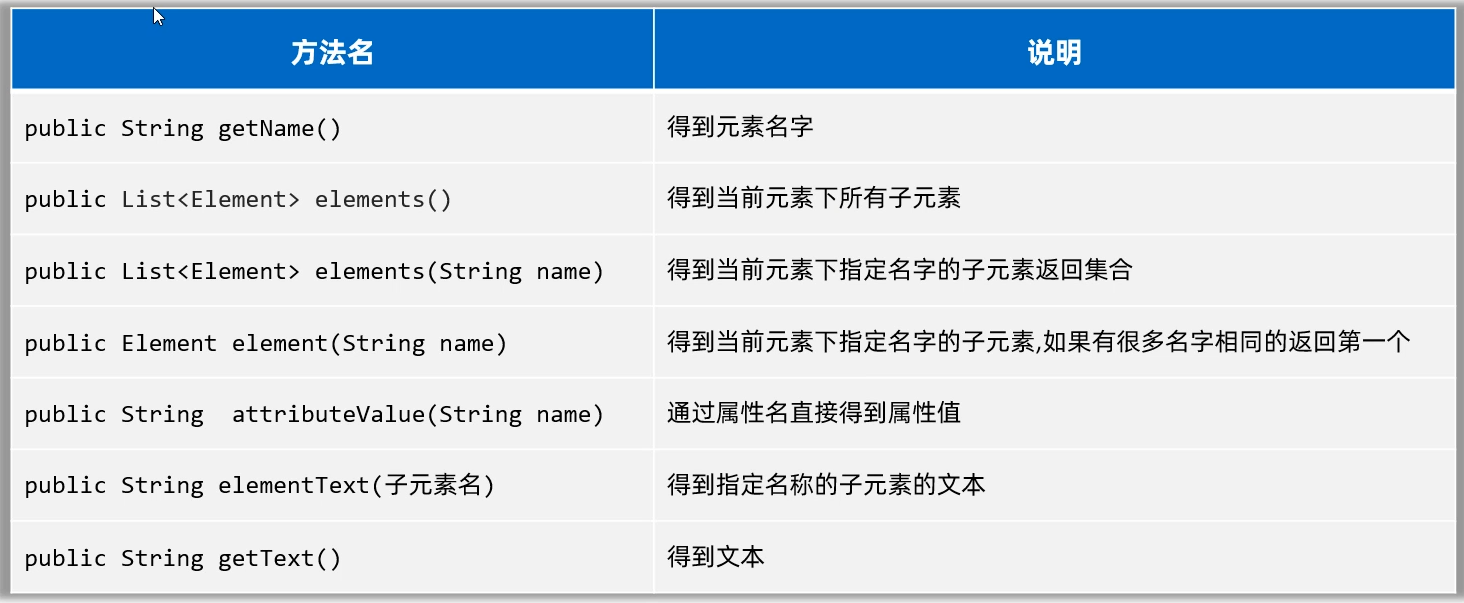 方法名 说明
public String getName() 得到元素名字
public List<Element> elements() 得到当前元素下所有子元素
public List<Element> elements(String name) 得到当前元素下指定名字的子元素返回集合
public Element element(String name) 得到当前元素下指定名字的子元素,如果有很多名字相同的返回第一个
public String  attributeValue(String name) 通过属性名直接得到属性值
public String elementText(子元素名) 得到指定名称的子元素的文本
public String getText() 得到文本